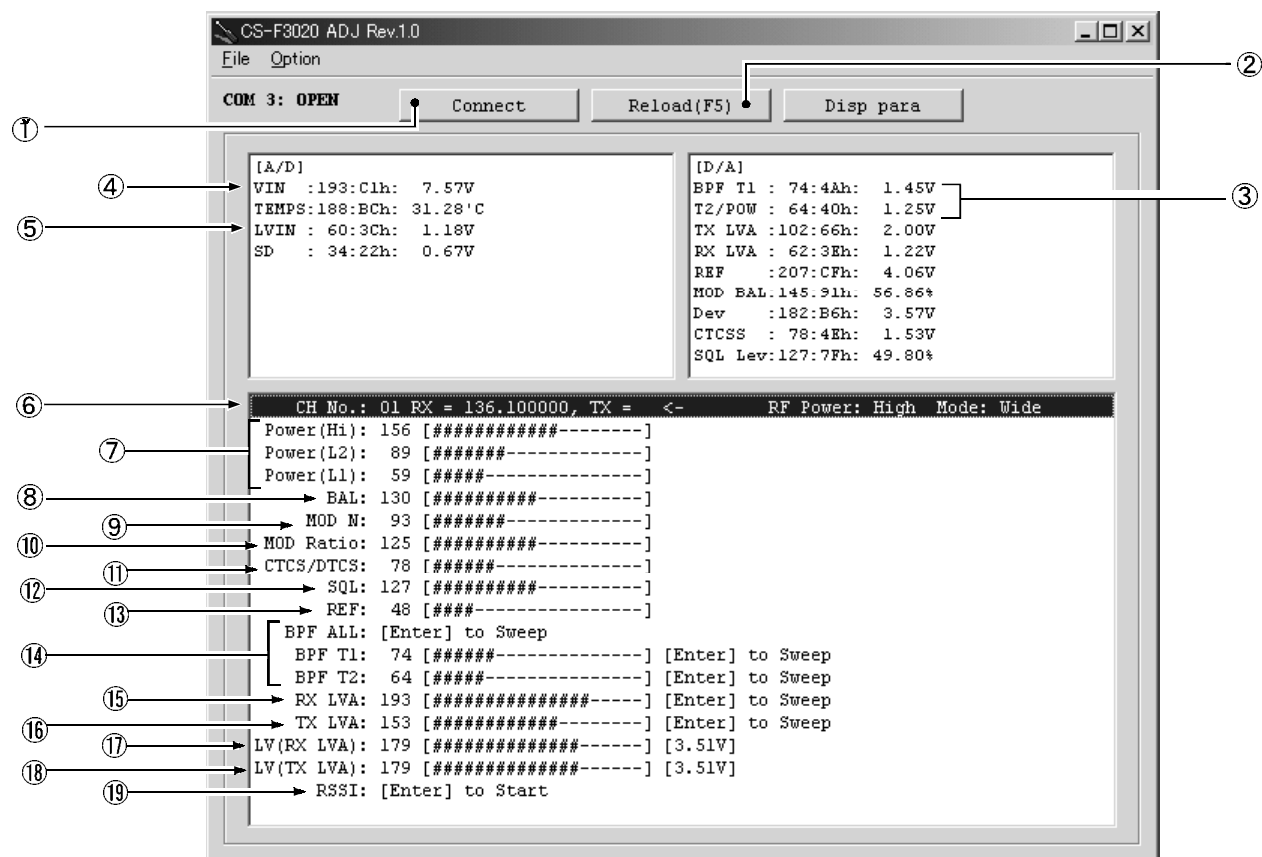 CS-F3020 ADJ Rev.1.0
File Option
②
COM 3: OPEN Connect Reload(F5) Disp para
①
[A/D]
④ VIN :193:C1h: 7.57V
TEMPS:188:BCh: 31.28'C
⑤ LVIN : 60:3Ch: 1.18V
SD : 34:22h: 0.67V
[D/A]
BPF T1 : 74:4Ah: 1.45V
③
T2/POW : 64:40h: 1.25V
TX LVA :102:66h: 2.00V
RX LVA : 62:3Eh: 1.22V
REF :207:CFh: 4.06V
MOD BAL:145:91h: 56.86%
Dev :182:B6h: 3.57V
CTCSS : 78:4Eh: 1.53V
SQL Lev:127:7Fh: 49.80%
⑥ CH No.: 01 RX = 136.100000, TX = <- RF Power: High Mode: Wide
Power(Hi): 156 [############--------]
⑦ Power(L2): 89 [#######-------------]
Power(L1): 59 [#####---------------]
⑧ BAL: 130 [##########----------]
⑨ MOD N: 93 [#######-------------]
⑩ MOD Ratio: 125 [##########----------]
⑪ CTCS/DTCS: 78 [######--------------]
⑫ SQL: 127 [##########----------]
⑬ REF: 48 [####----------------]
BPF ALL: [Enter] to Sweep
⑭ BPF T1: 74 [######--------------] [Enter] to Sweep
BPF T2: 64 [#####---------------] [Enter] to Sweep
⑮ RX LVA: 193 [###############-----] [Enter] to Sweep
⑯ TX LVA: 153 [############--------] [Enter] to Sweep
⑰ LV(RX LVA): 179 [##############------] [3.51V]
⑱ LV(TX LVA): 179 [##############------] [3.51V]
⑲ RSSI: [Enter] to Start